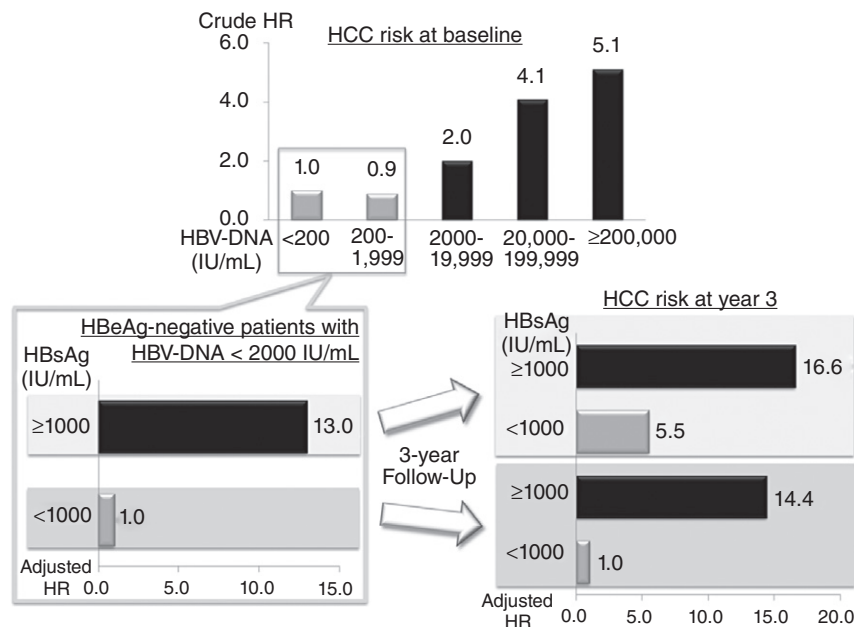 Crude HR
HCC risk at baseline
6.0
4.0
2.0
0.0
1.0
0.9
2.0
4.1
5.1
HBV-DNA
(IU/mL)
<200
200-
1,999
2000-
19,999
20,000-
199,999
≥200,000
HBeAg-negative patients with
HBV-DNA < 2000 IU/mL
HBsAg
(IU/mL)
≥1000
13.0
<1000
1.0
Adjusted
HR
0.0 5.0 10.0 15.0
3-year
Follow-Up
HCC risk at year 3
HBsAg
(IU/mL)
≥1000
16.6
<1000
5.5
≥1000
14.4
<1000
1.0
Adjusted
HR
0.0 5.0 10.0 15.0 20.0